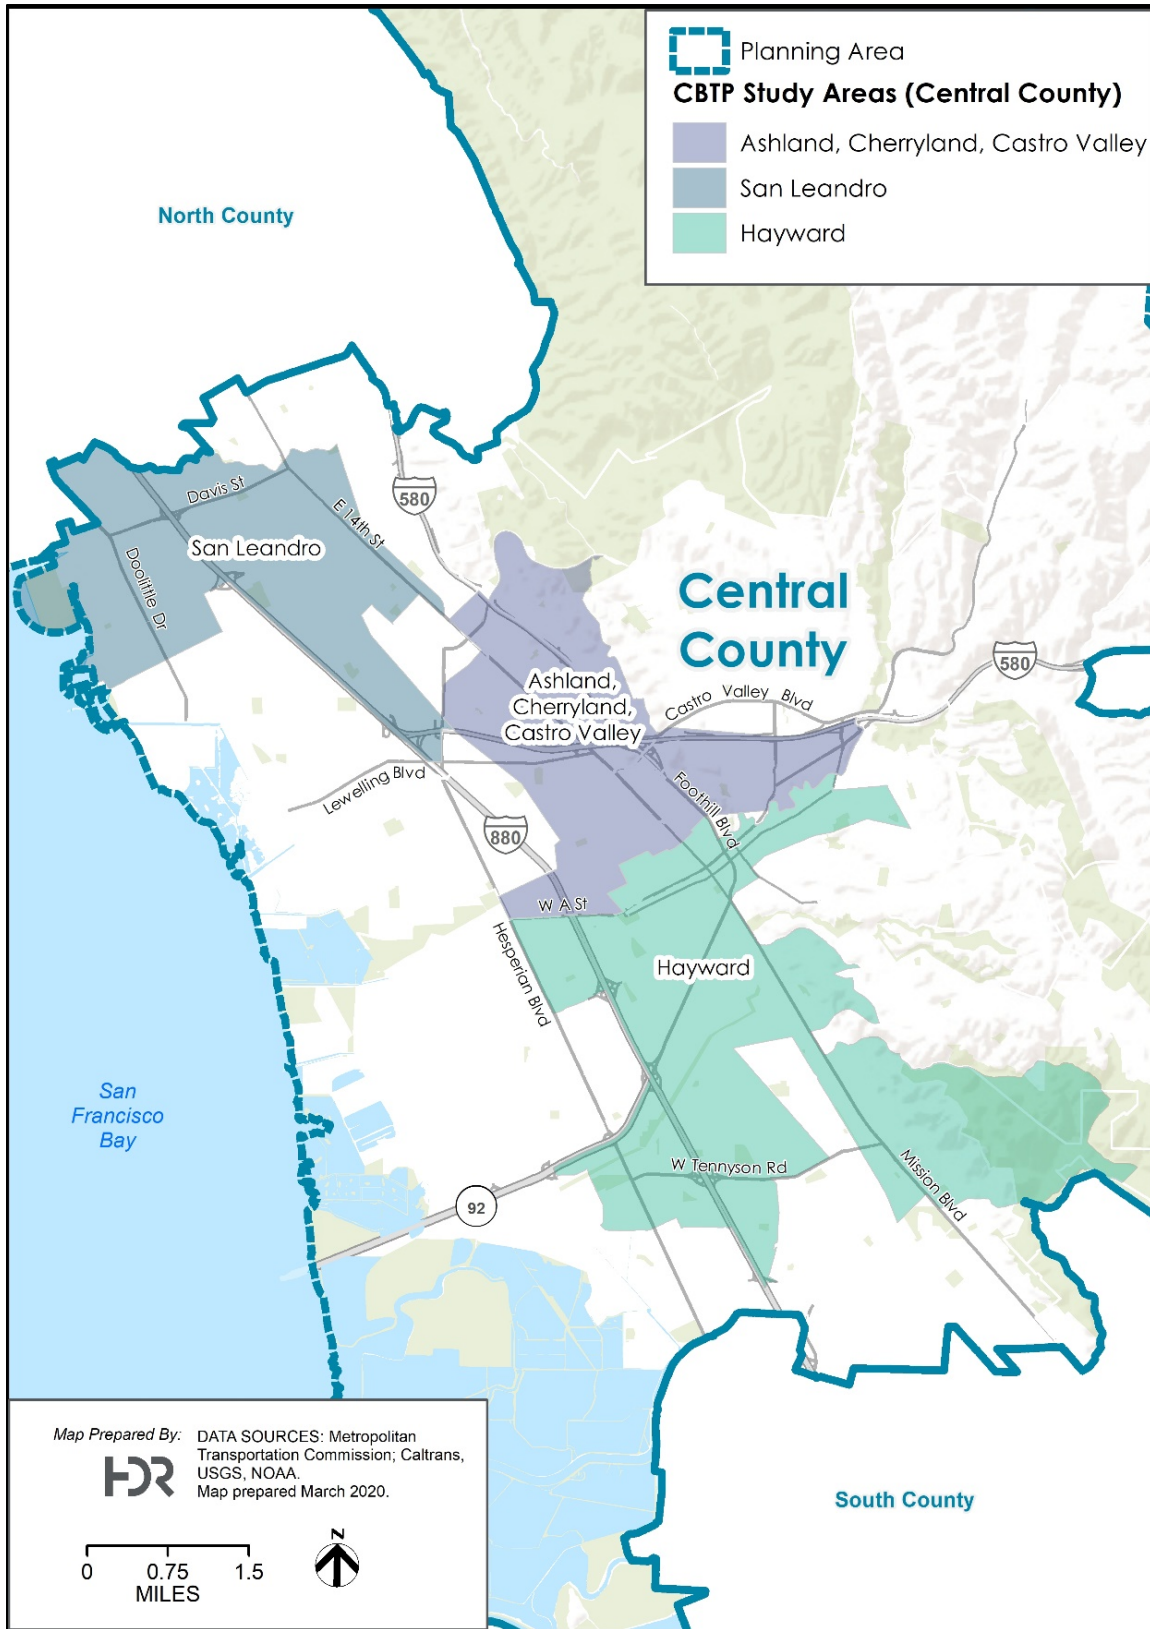 Planning Area
CBTP Study Areas (Central County)
Ashland, Cherryland, Castro Valley
San Leandro
Hayward
North County
580
Davis St
E 14th St
San Leandro
Doolittle Dr
Central
County
580
Ashland,
Cherryland,
Castro Valley
Castro Valley Blvd
Lewelling Blvd
Foothill Blvd
880
W A St
Hesperian Blvd
Hayward
San
Francisco
Bay
W Tennyson Rd
Mission Blvd
92
South County
Map Prepared By:
HDR
DATA SOURCES: Metropolitan
Transportation Commission; Caltrans,
USGS, NOAA.
Map prepared March 2020.
N
0 0.75 1.5
MILES